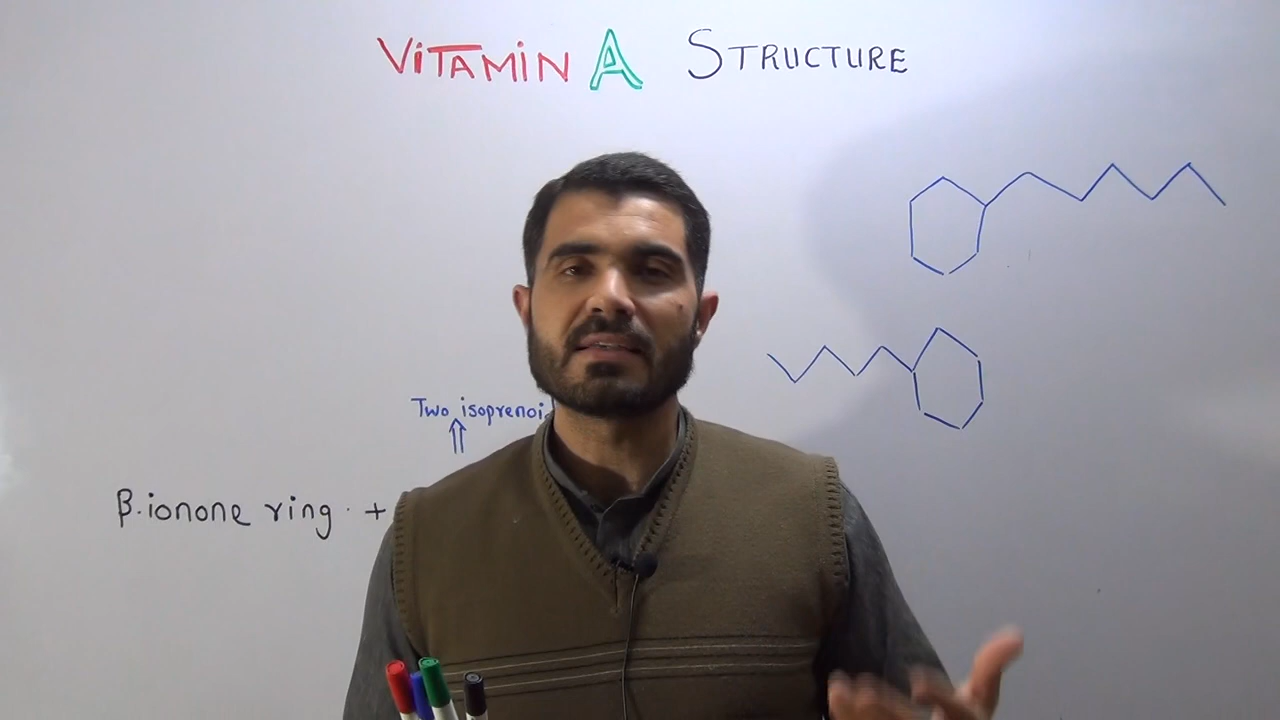 VITAMIN A STRUCTURE
Two isoprenoi
β-ionone ring +